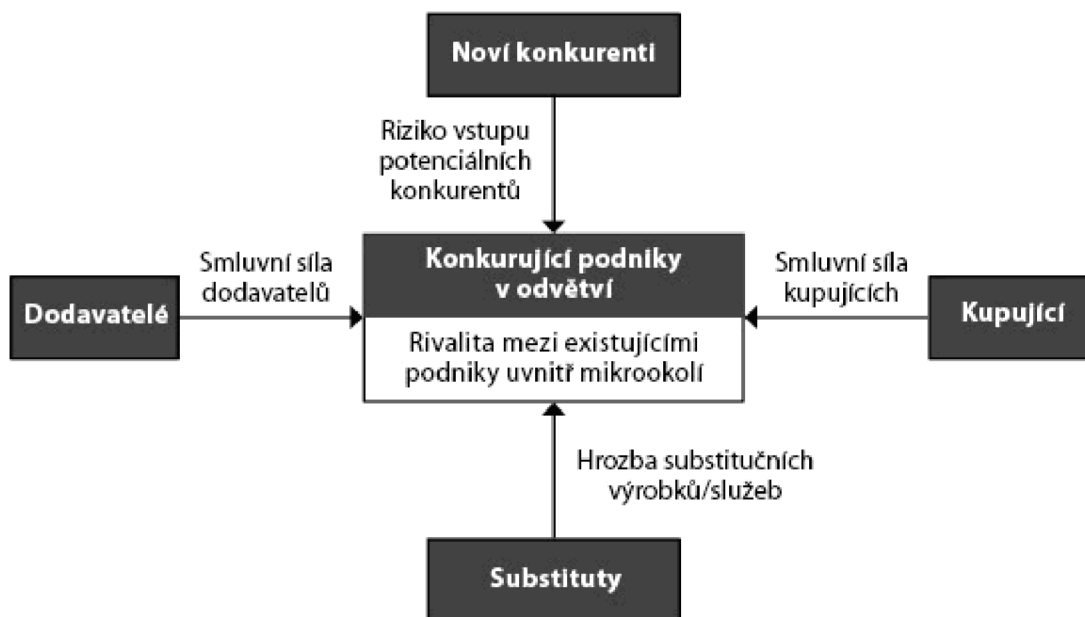 Noví konkurenti
Riziko vstupu
potenciálních
konkurentů
Smluvní síla
dodavatelů
Dodavatelé
Konkurující podniky
v odvětví
Rivalita mezi existujícími
podniky uvnitř mikrookolí
Smluvní síla
kupujících
Kupující
Hrozba substitučních
výrobků/služeb
Substituty